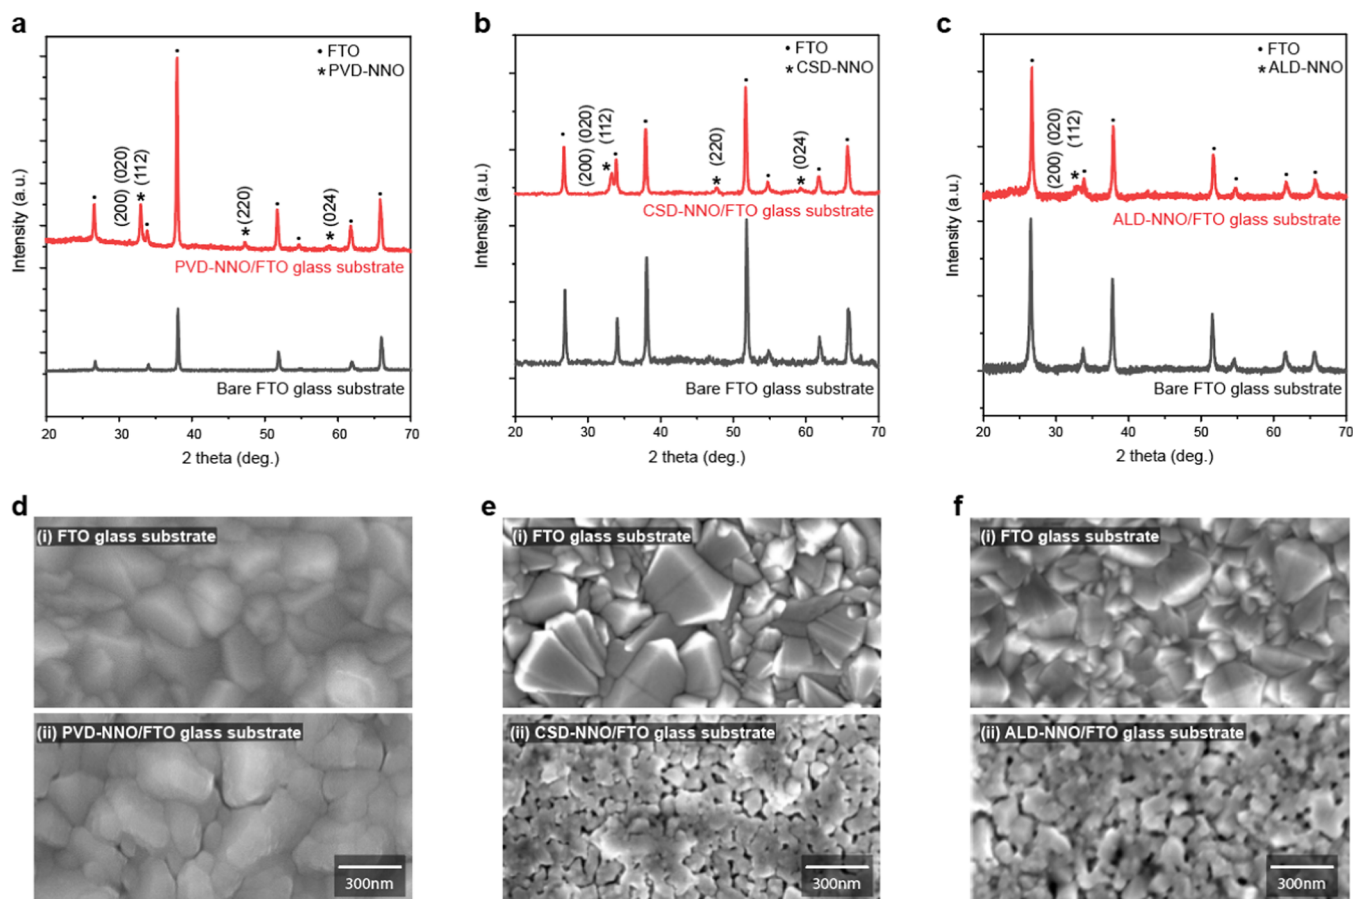 a
• FTO
* PVD-NNO
(200) (020)
(112)
(220)
(024)
PVD-NNO/FTO glass substrate
Bare FTO glass substrate
Intensity (a.u.)
20 30 40 50 60 70
2 theta (deg.)
b
• FTO
* CSD-NNO
(200) (020)
(112)
(220)
(024)
CSD-NNO/FTO glass substrate
Bare FTO glass substrate
Intensity (a.u.)
20 30 40 50 60 70
2 theta (deg.)
c
• FTO
* ALD-NNO
(200) (020)
(112)
ALD-NNO/FTO glass substrate
Bare FTO glass substrate
Intensity (a.u.)
20 30 40 50 60 70
2 theta (deg.)
d
(i) FTO glass substrate
(ii) PVD-NNO/FTO glass substrate
300nm
e
(i) FTO glass substrate
(ii) CSD-NNO/FTO glass substrate
300nm
f
(i) FTO glass substrate
(ii) ALD-NNO/FTO glass substrate
300nm